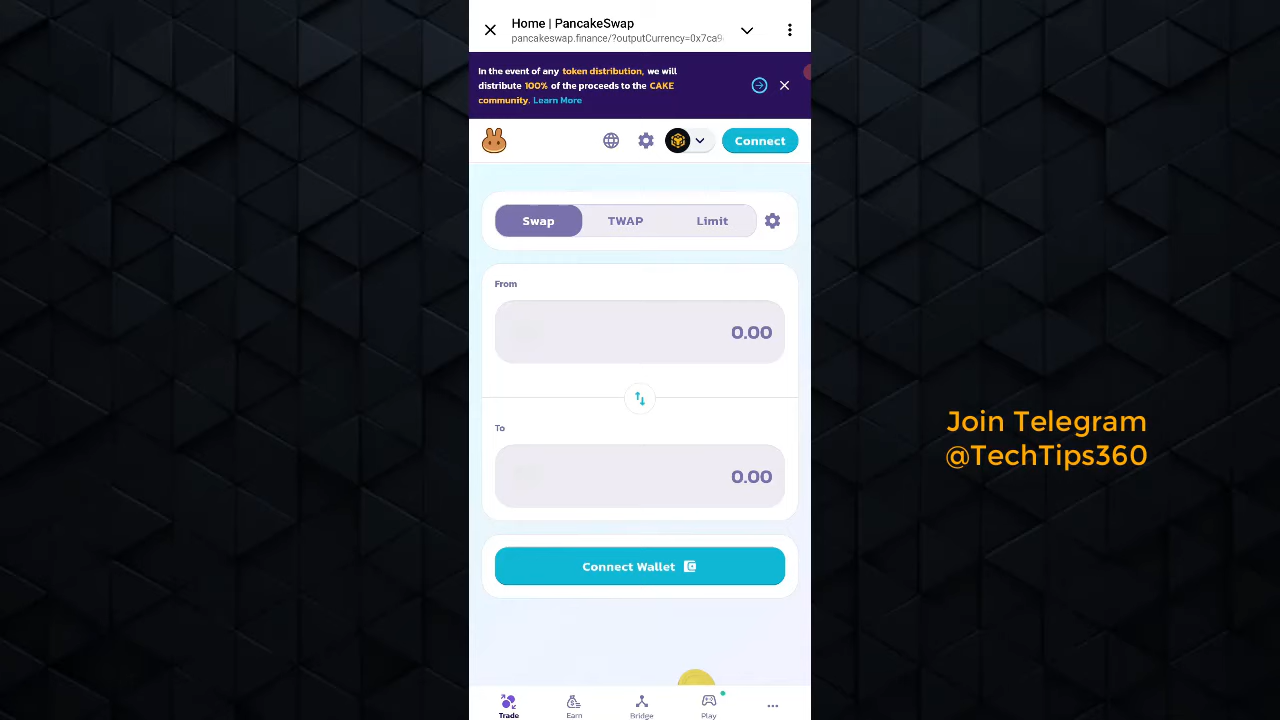 Home | PancakeSwap
pancakeswap.finance/?outputCurrency=0x7ca9
In the event of any token distribution, we will
distribute 100% of the proceeds to the CAKE
community. Learn More
Connect
Swap
TWAP
Limit
From
0.00
To
0.00
Connect Wallet
Trade
Earn
Bridge
Play
Join Telegram
@TechTips360